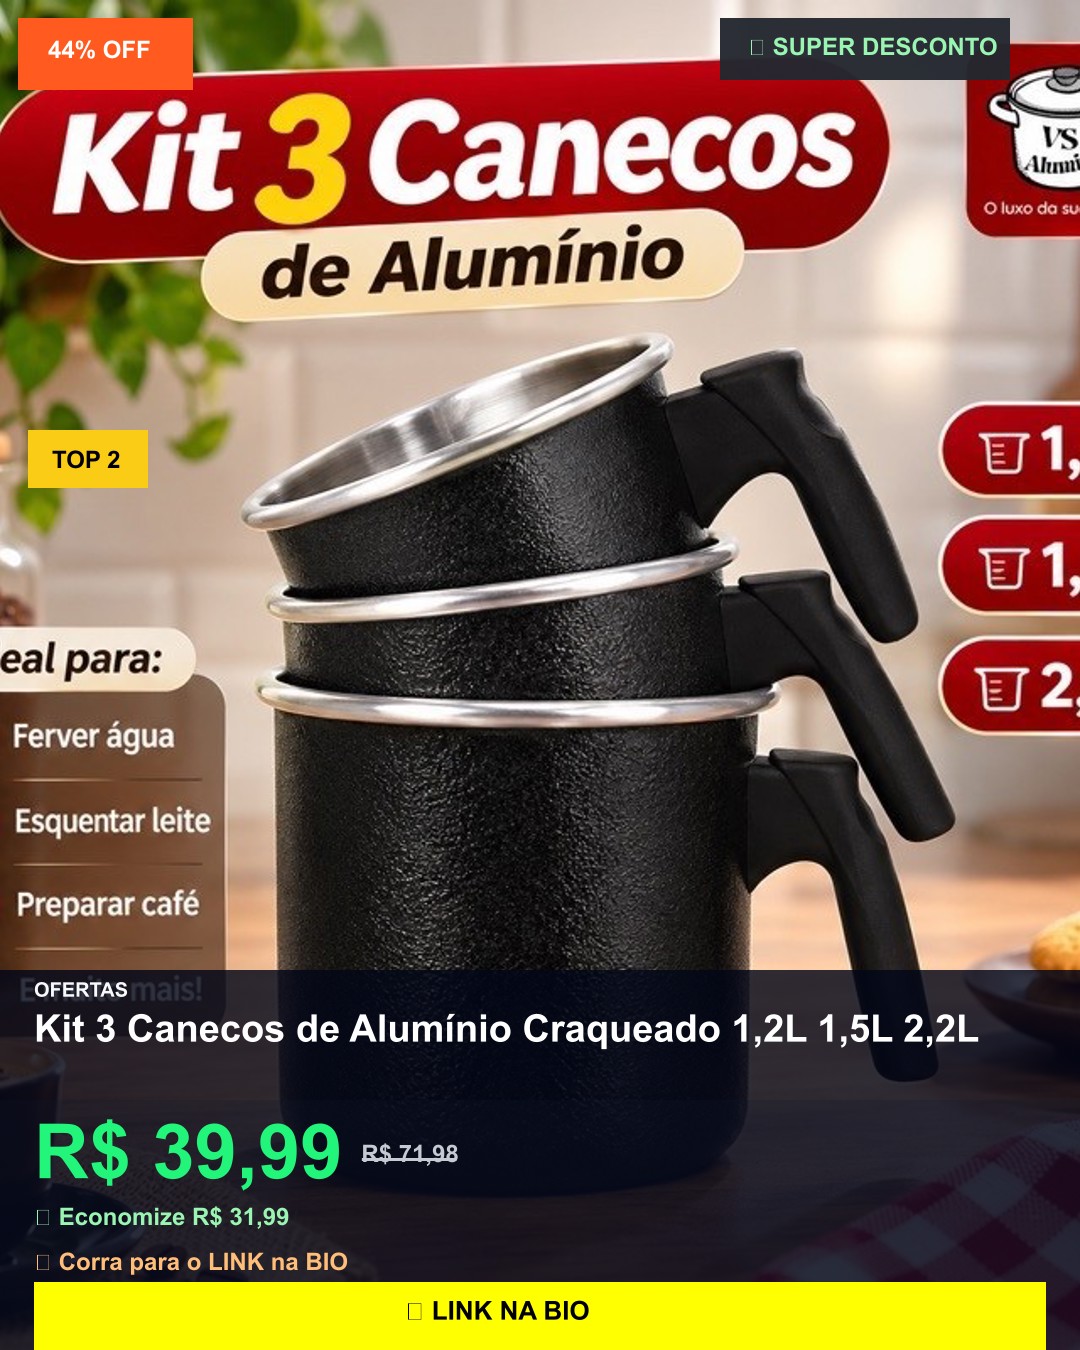 44% OFF
SUPER DESCONTO
Kit 3 Canecos
de Alumínio
VS
O luxo da
TOP 2
1,
1,
2,
eal para:
Ferver água
Esquentar leite
Preparar café
E muito mais!
OFERTAS
Kit 3 Canecos de Alumínio Craqueado 1,2L 1,5L 2,2L
R$ 39,99 R$ 71,98
Economize R$ 31,99
Corra para o LINK na BIO
LINK NA BIO